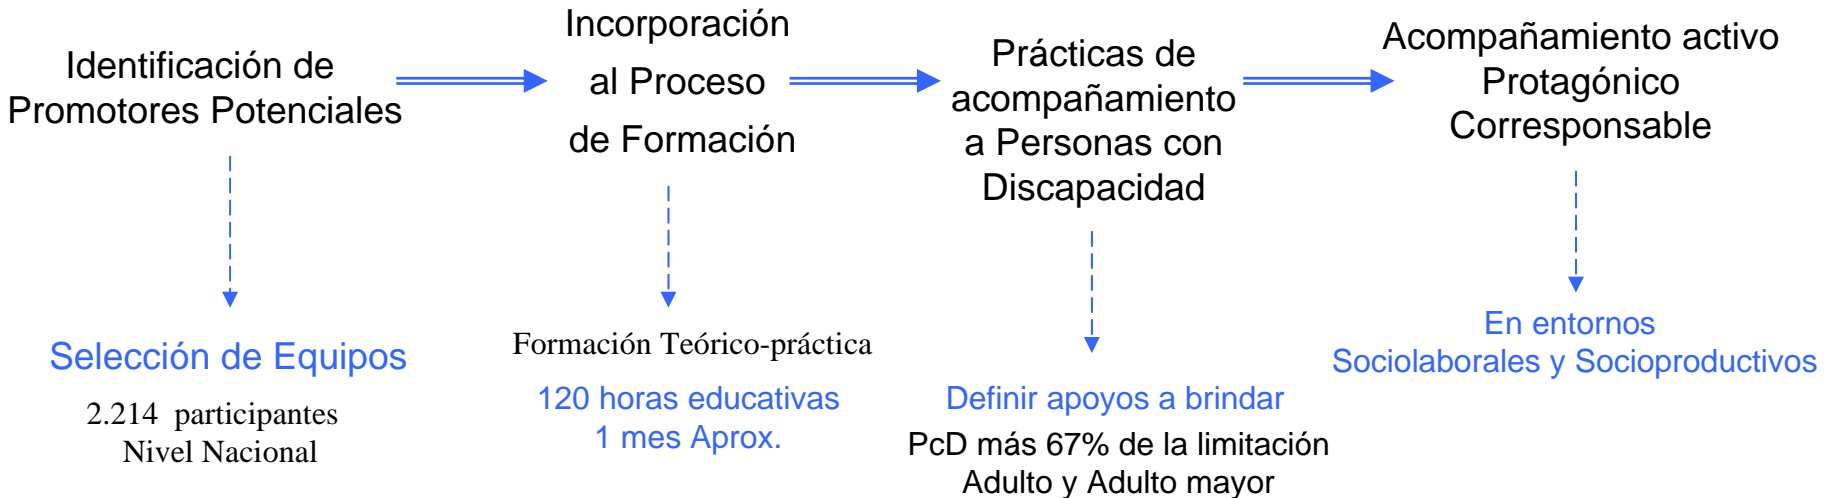 Identificación de
Promotores Potenciales
Incorporación
al Proceso
de Formación
Prácticas de
acompañamiento
a Personas con
Discapacidad
Acompañamiento activo
Protagónico
Corresponsable
Selección de Equipos
2.214 participantes
Nivel Nacional
Formación Teórico-práctica
120 horas educativas
1 mes Aprox.
Definir apoyos a brindar
PcD más 67% de la limitación
Adulto y Adulto mayor
En entornos
Sociolaborales y Socioproductivos